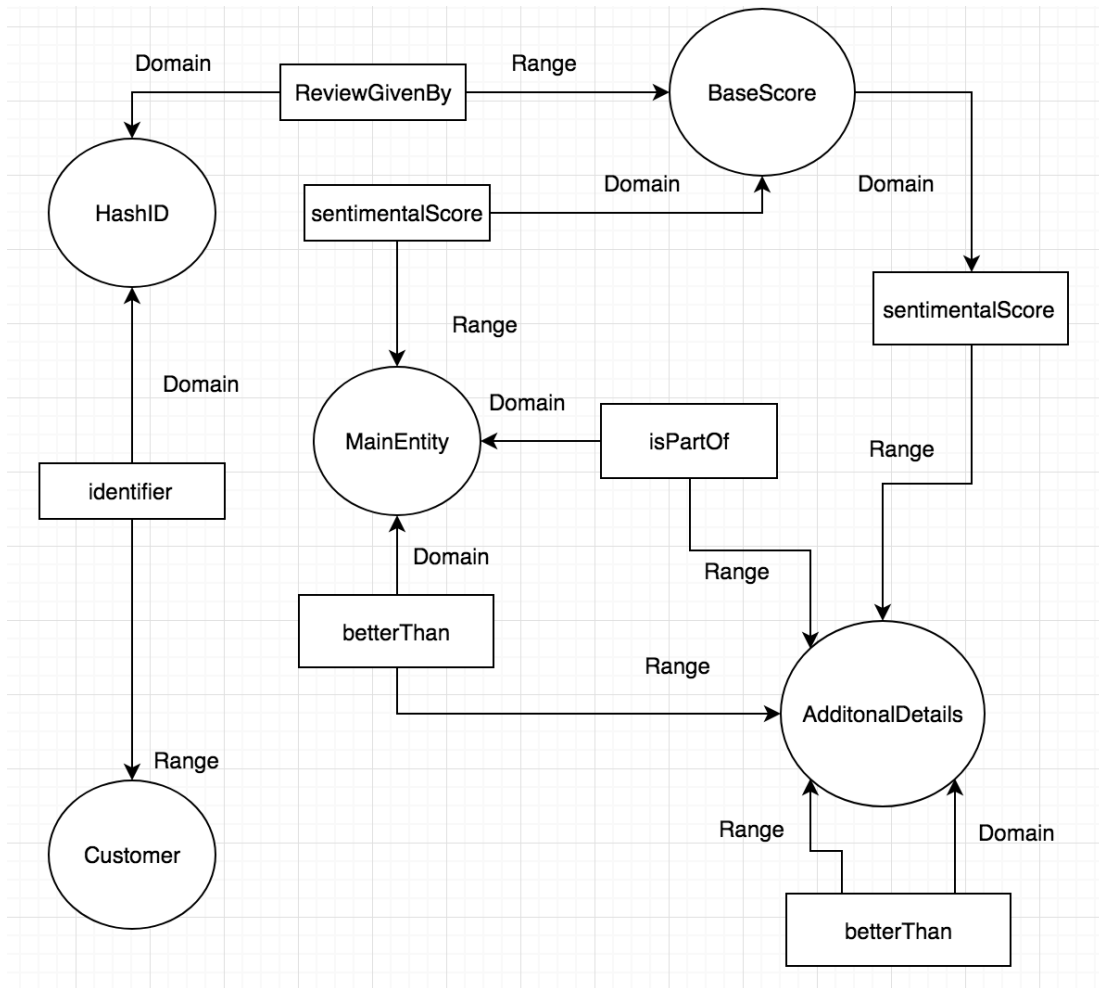 Domain
Range
ReviewGivenBy
BaseScore
Domain
Domain
HashID
sentimentalScore
sentimentalScore
Range
Domain
Domain
MainEntity
isPartOf
Range
identifier
Domain
Range
betterThan
Range
AdditonalDetails
Range
Customer
Range
Domain
betterThan